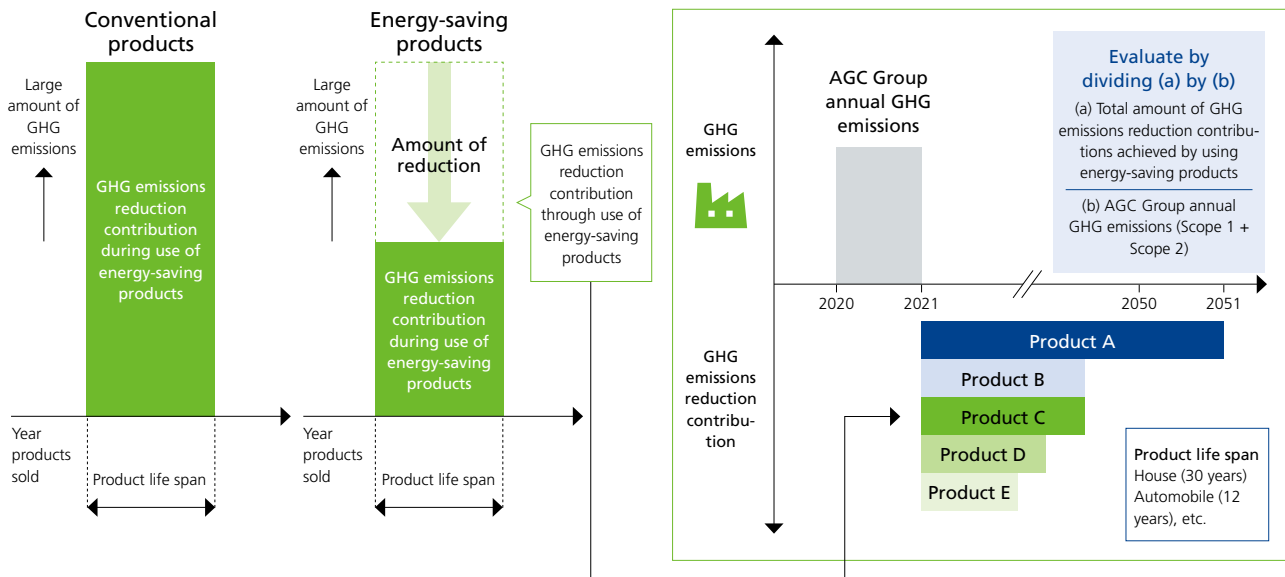 Conventional
products
Large
amount of
GHG
emissions
GHG emissions
reduction
contribution
during use of
energy-saving
products
Year
products
sold
Product life span
Energy-saving
products
Large
amount of
GHG
emissions
Amount of
reduction
GHG emissions
reduction
contribution
during use of
energy-saving
products
Year
products
sold
Product life span
GHG emissions
reduction
contribution
through use of
energy-saving
products
GHG
emissions
AGC Group
annual GHG
emissions
Evaluate by
dividing (a) by (b)
(a) Total amount of GHG
emissions reduction contribu-
tions achieved by using
energy-saving products
(b) AGC Group annual
GHG emissions (Scope 1 +
Scope 2)
2020
2021
2050
2051
GHG
emissions
reduction
contribu-
tion
Product A
Product B
Product C
Product D
Product E
Product life span
House (30 years)
Automobile (12
years), etc.